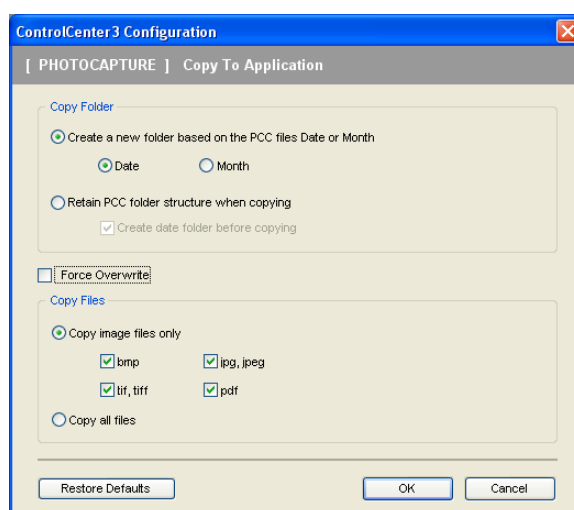 ControlCenter3 Configuration
[ PHOTOCAPTURE ] Copy To Application
Copy Folder
Create a new folder based on the PCC files Date or Month
Date Month
Retain PCC folder structure when copying
Create date folder before copying
Force Overwrite
Copy Files
Copy image files only
bmp jpg, jpeg
tif, tiff pdf
Copy all files
Restore Defaults OK Cancel